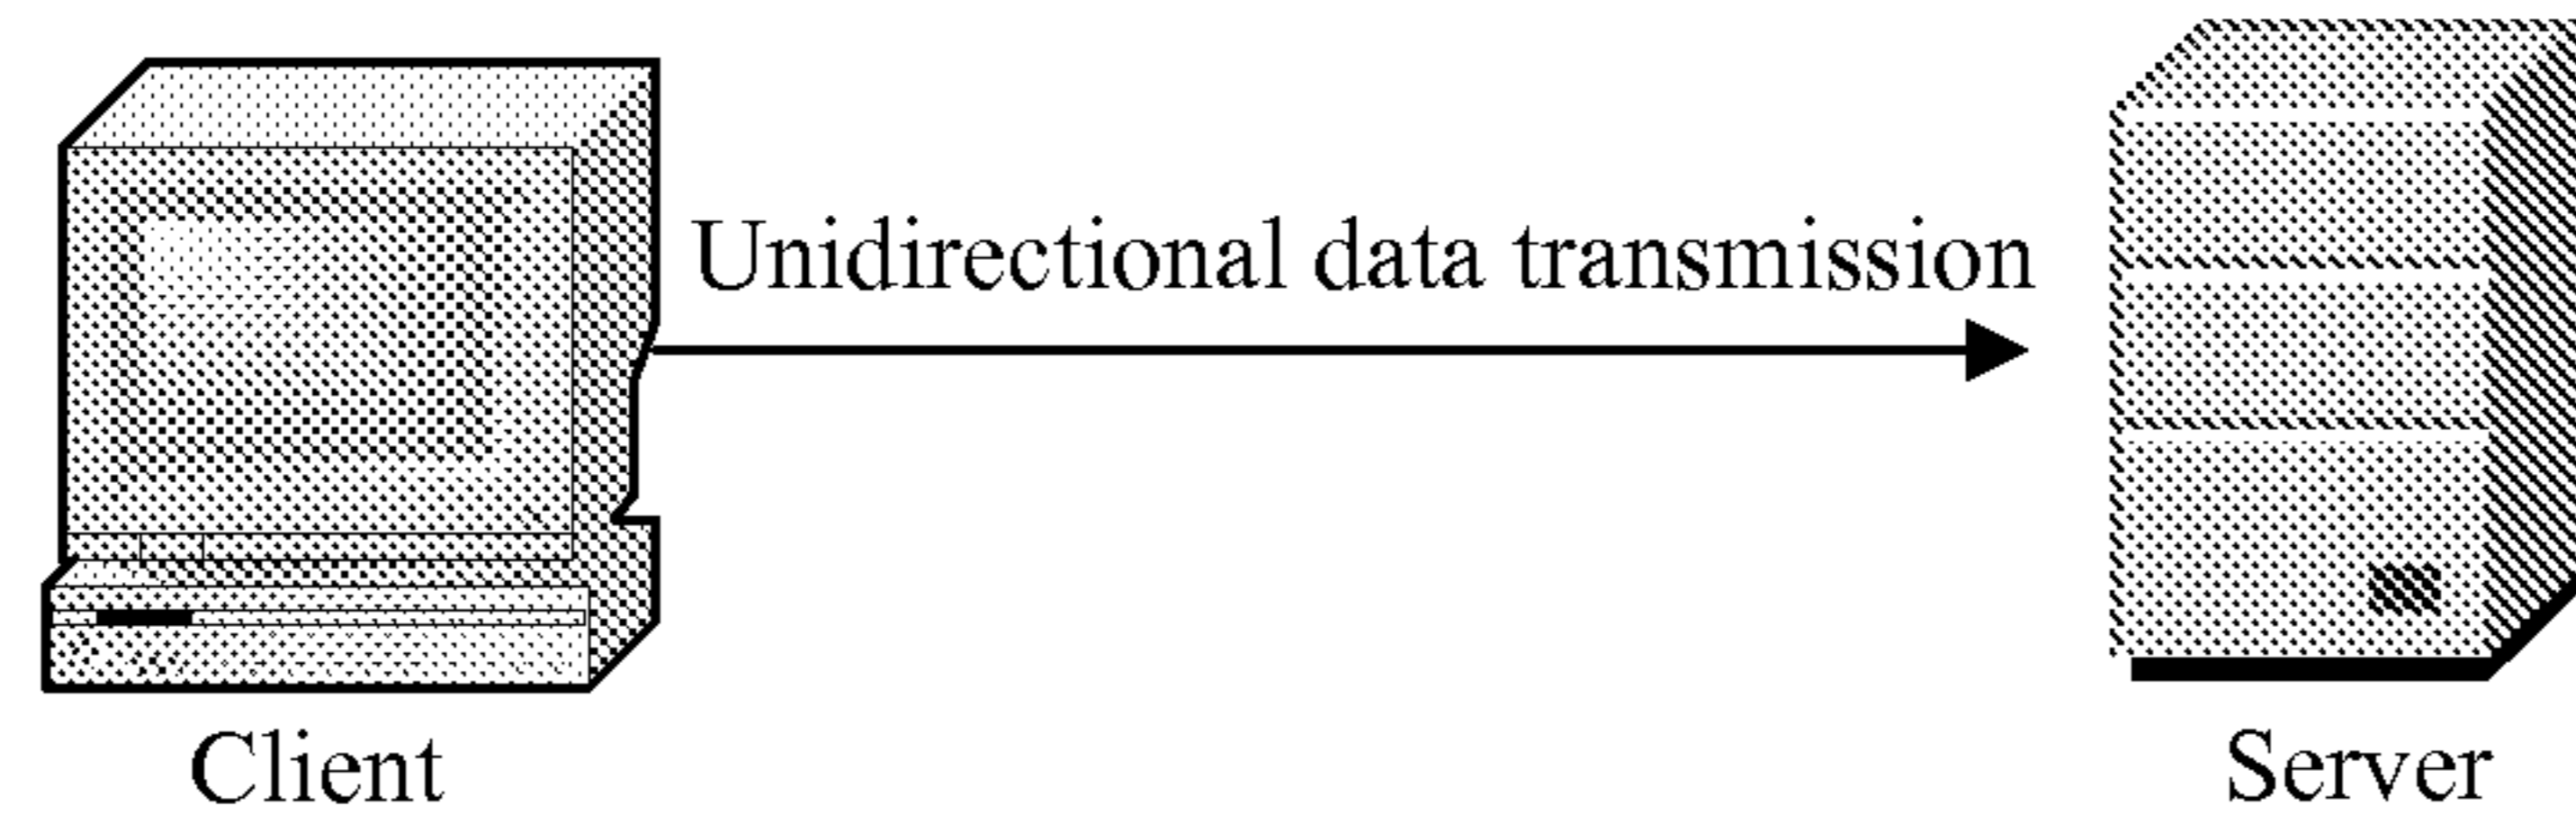 Unidirectional data transmission
Client
Server